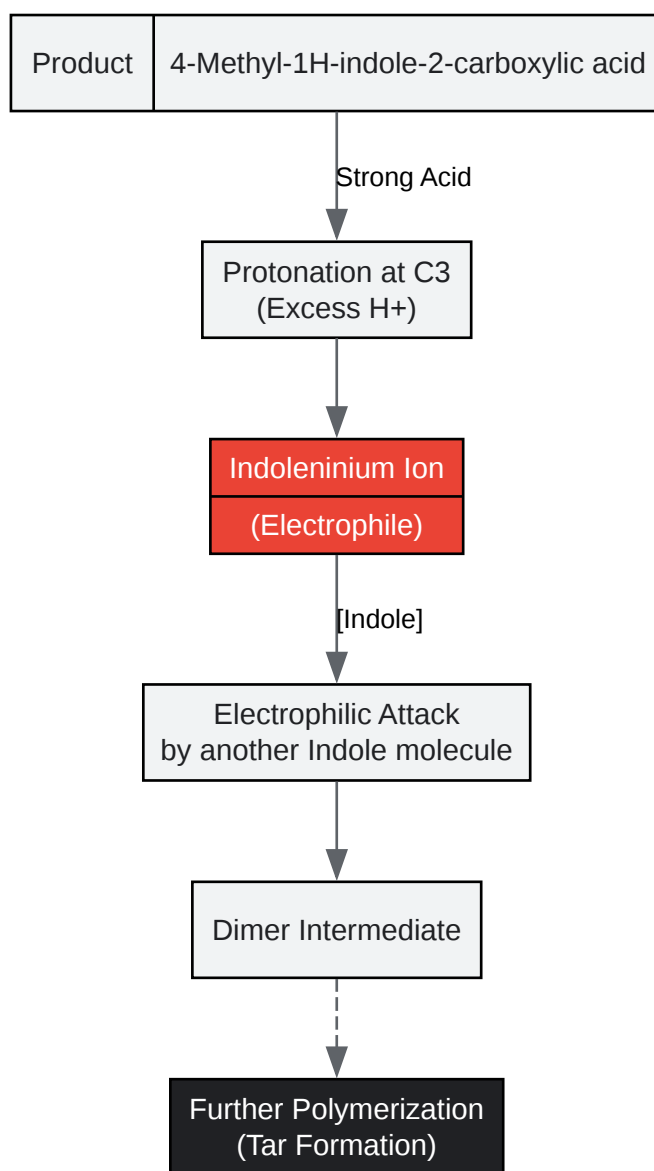 Product
4-Methyl-1H-indole-2-carboxylic acid
Strong Acid
Protonation at C3
(Excess H+)
Indoleninium Ion
(Electrophile)
[Indole]
Electrophilic Attack
by another Indole molecule
Dimer Intermediate
Further Polymerization
(Tar Formation)